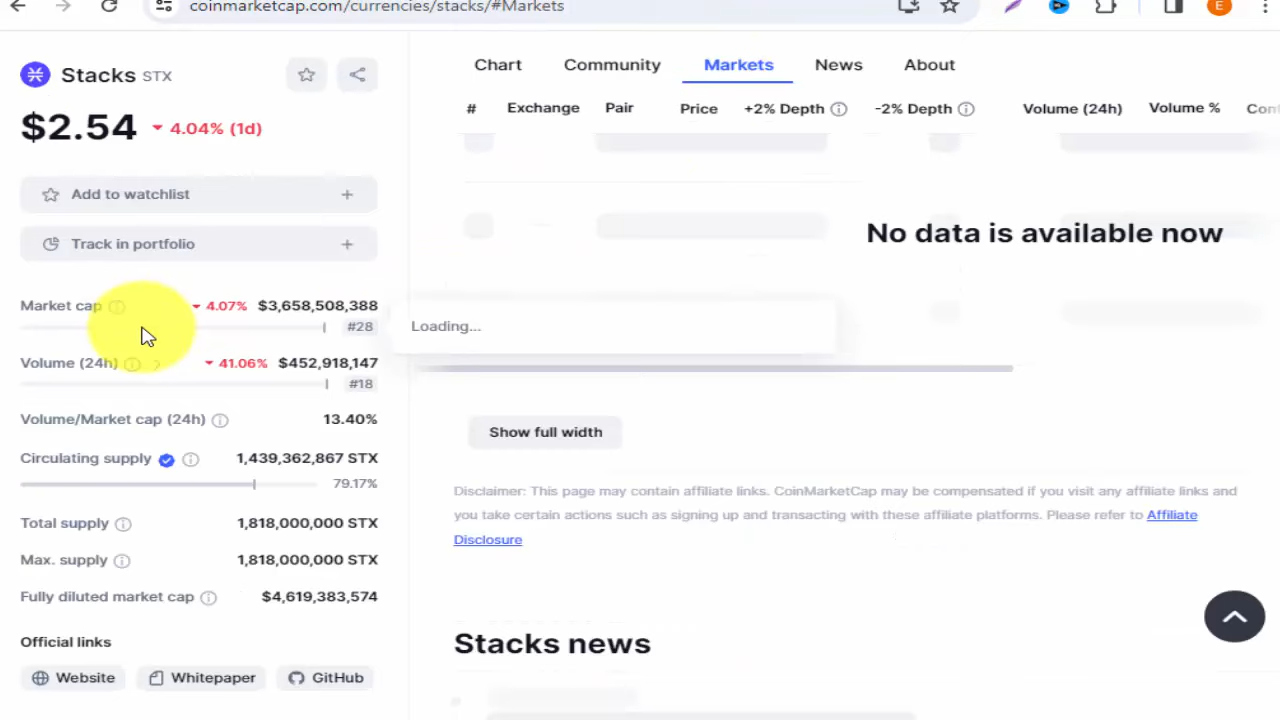 coinmarketcap.com/currencies/stacks/#Markets
E
Stacks STX
$2.54 4.04% (1d)
Add to watchlist +
Track in portfolio +
Market cap 4.07% $3,658,508,388
#28
Volume (24h) 41.06% $452,918,147
#18
Volume/Market cap (24h) 13.40%
Circulating supply 1,439,362,867 STX
79.17%
Total supply 1,818,000,000 STX
Max. supply 1,818,000,000 STX
Fully diluted market cap $4,619,383,574
Official links
Website Whitepaper GitHub
Chart Community Markets News About
# Exchange Pair Price +2% Depth -2% Depth Volume (24h) Volume % Con
No data is available now
Loading...
Show full width
Disclaimer: This page may contain affiliate links. CoinMarketCap may be compensated if you visit any affiliate links and
you take certain actions such as signing up and transacting with these affiliate platforms. Please refer to Affiliate
Disclosure
Stacks news